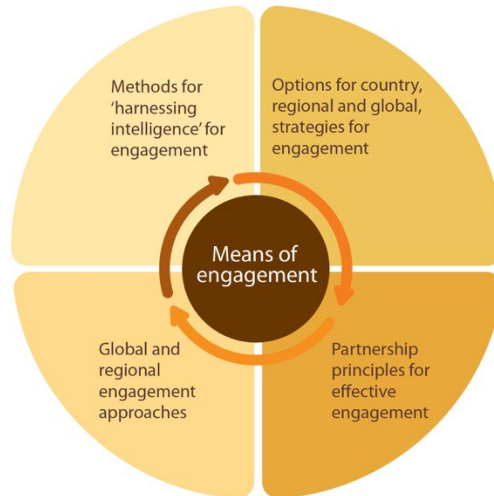 Methods for
‘harnessing
intelligence’ for
engagement
Options for country,
regional and global,
strategies for
engagement
Means of
engagement
Global and
regional
engagement
approaches
Partnership
principles for
effective
engagement